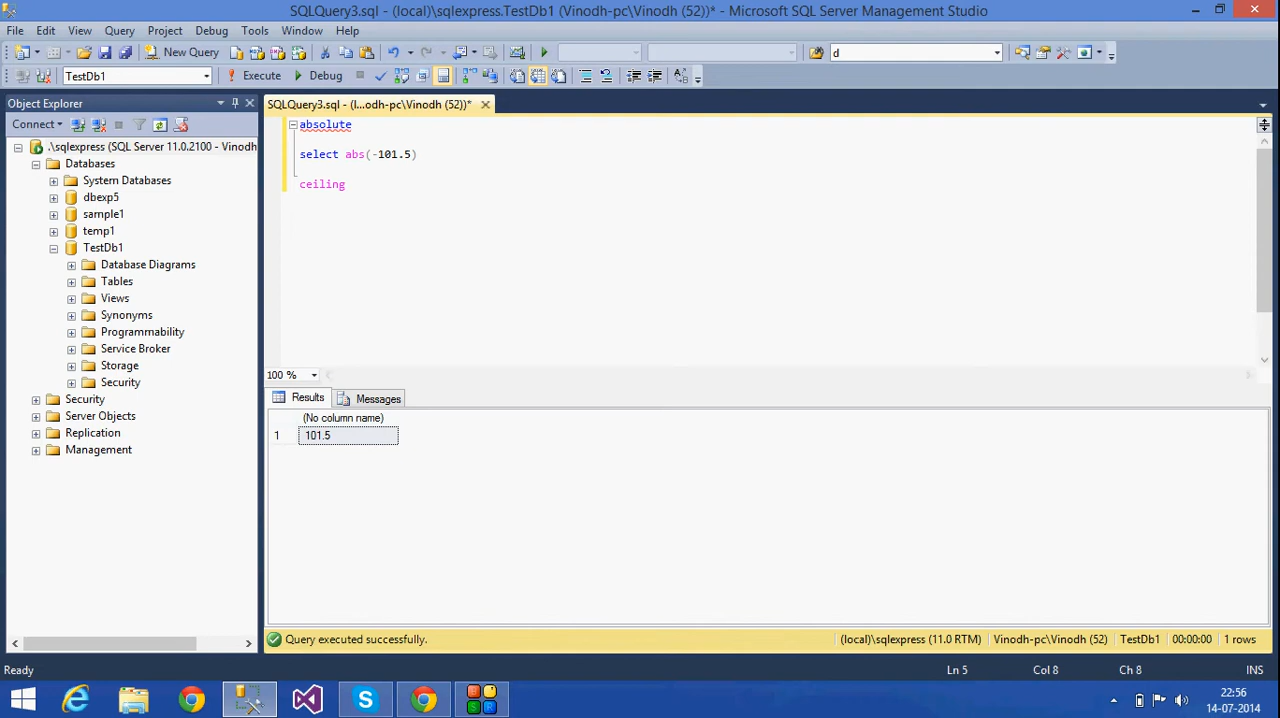 SQLQuery3.sql - (local)\sqlexpress.TestDb1 (Vinodh-pc\Vinodh (52))* - Microsoft SQL Server Management Studio
File Edit View Query Project Debug Tools Window Help
New Query d
TestDb1 Execute Debug
Object Explorer
SQLQuery3.sql - (l...odh-pc\Vinodh (52))*
Connect
.\sqlexpress (SQL Server 11.0.2100 - Vinodh
Databases
System Databases
dbexp5
sample1
temp1
TestDb1
Database Diagrams
Tables
Views
Synonyms
Programmability
Service Broker
Storage
Security
Security
Server Objects
Replication
Management
absolute
select abs(-101.5)
ceiling
100 %
Results Messages
(No column name)
1 101.5
Query executed successfully. (local)\sqlexpress (11.0 RTM) Vinodh-pc\Vinodh (52) TestDb1 00:00:00 1 rows
Ready Ln 5 Col 8 Ch 8 INS
22:56
14-07-2014